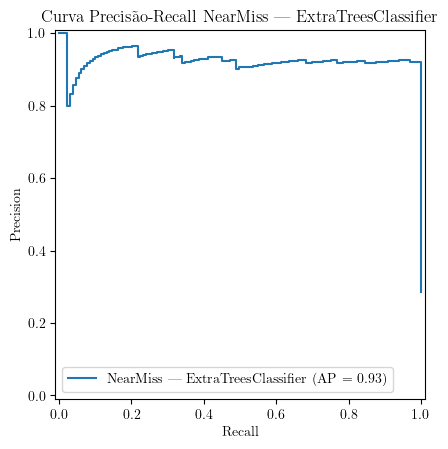 Curva Precisão-Recall NearMiss — ExtraTreesClassifier
1.0
0.8
0.6
0.4
0.2
0.0
Precision
NearMiss — ExtraTreesClassifier (AP = 0.93)
0.0 0.2 0.4 0.6 0.8 1.0
Recall